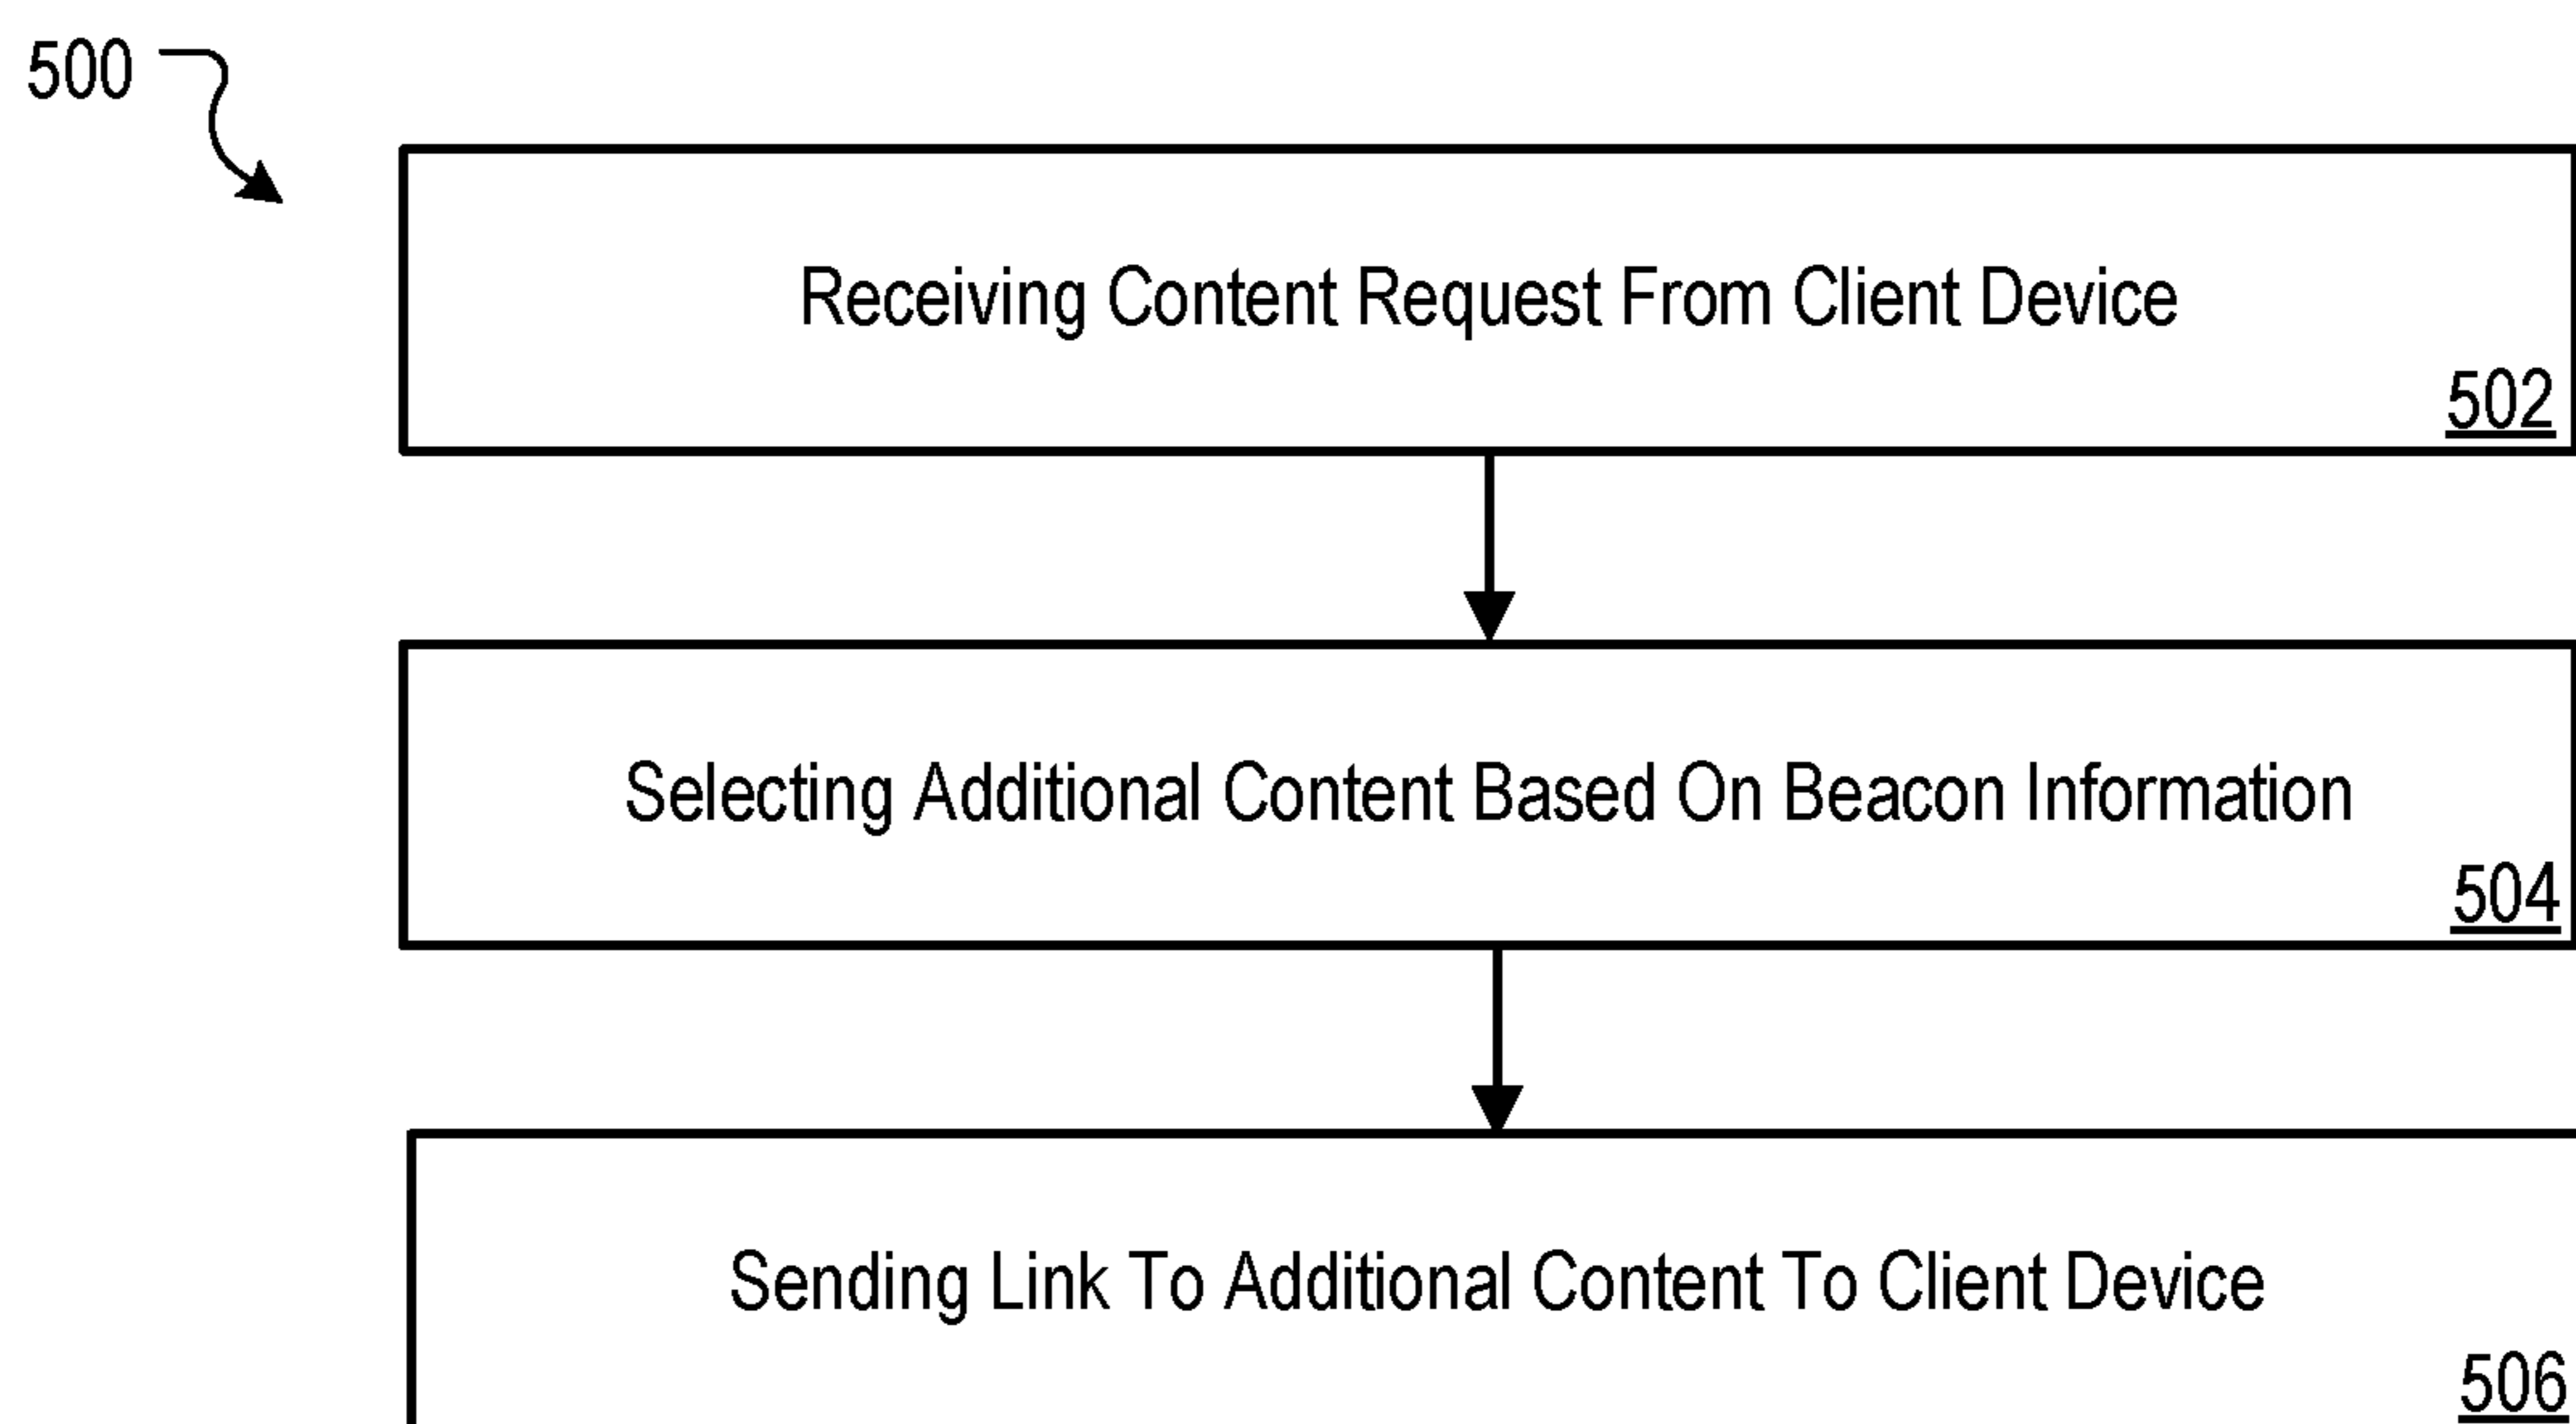 500
Receiving Content Request From Client Device
502
Selecting Additional Content Based On Beacon Information
504
Sending Link To Additional Content To Client Device
506